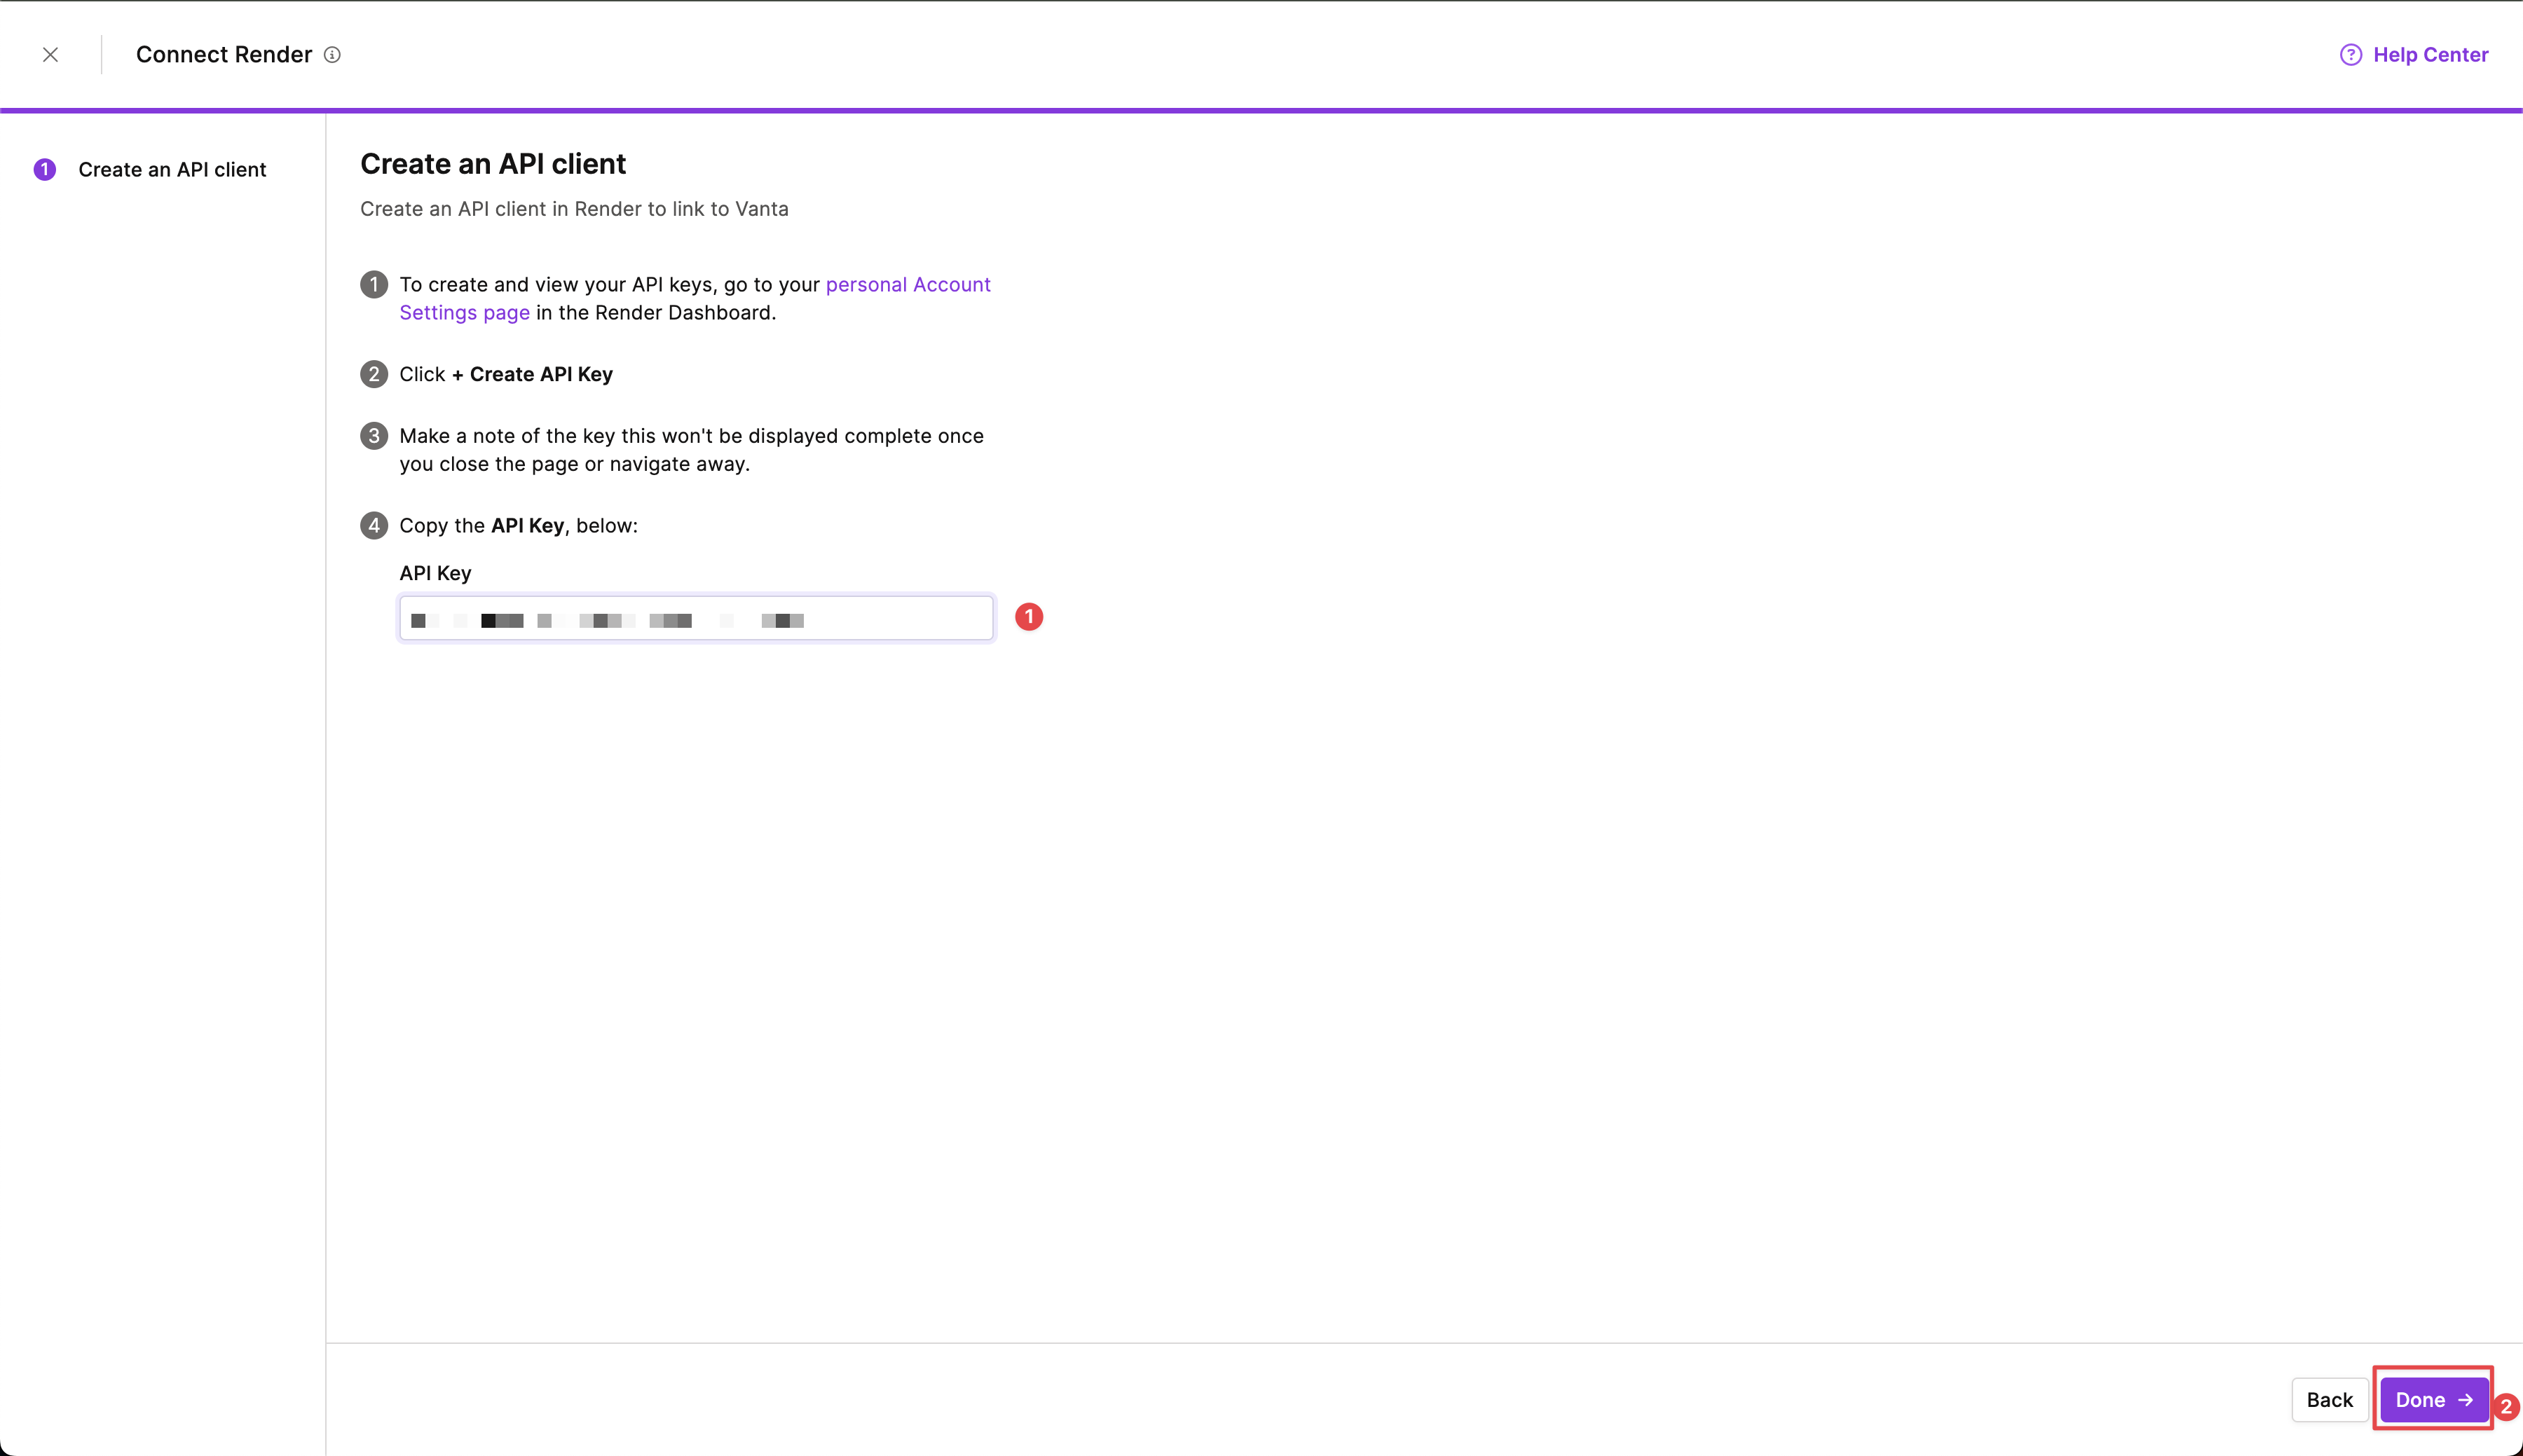 Connect Render
Help Center
1 Create an API client
Create an API client
Create an API client in Render to link to Vanta
1 To create and view your API keys, go to your personal Account
Settings page in the Render Dashboard.
2 Click + Create API Key
3 Make a note of the key this won't be displayed complete once
you close the page or navigate away.
4 Copy the API Key, below:
API Key
1
Back
Done →
2